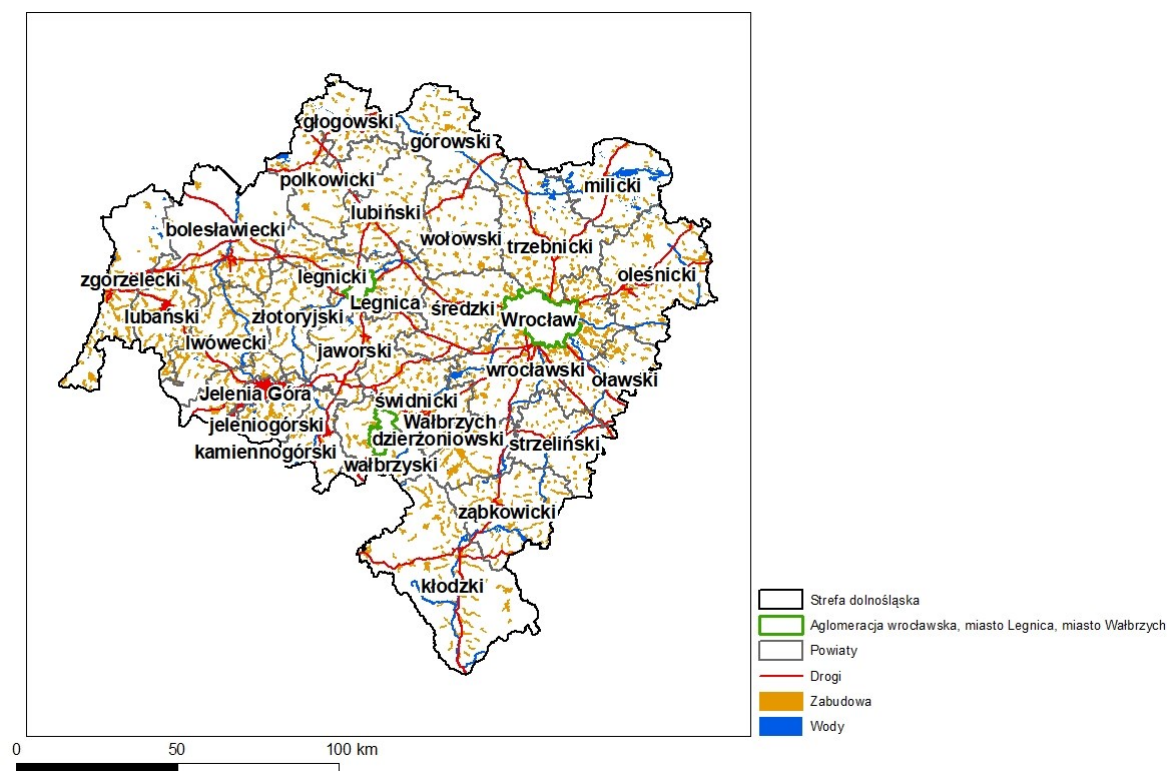 głogowski
górowski
polkowicki
milicki
lubiński
bolesławiecki
wołowski
trzebnicki
zgorzelecki
legnicki
oleśnicki
Legnica
lubański
złotoryjski
średzki
Wrocław
lwówecki
jaworski
wrocławski
oławski
Jelenia Góra
świdnicki
jeleniogórski
Wałbrzych
kamiennogórski
dzierżoniowski
strzeliński
wałbrzyski
ząbkowicki
kłodzki
Strefa dolnośląska
Aglomeracja wrocławska, miasto Legnica, miasto Wałbrzych
Powiaty
Drogi
Zabudowa
Wody
0 50 100 km